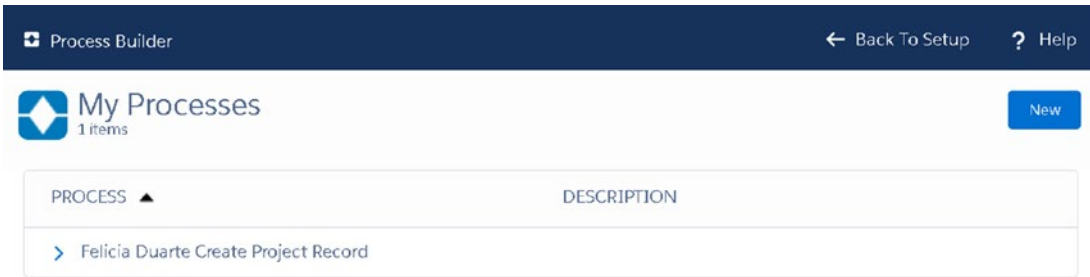 Process Builder
Back To Setup
? Help
My Processes
1 items
New
PROCESS
DESCRIPTION
Felicia Duarte Create Project Record